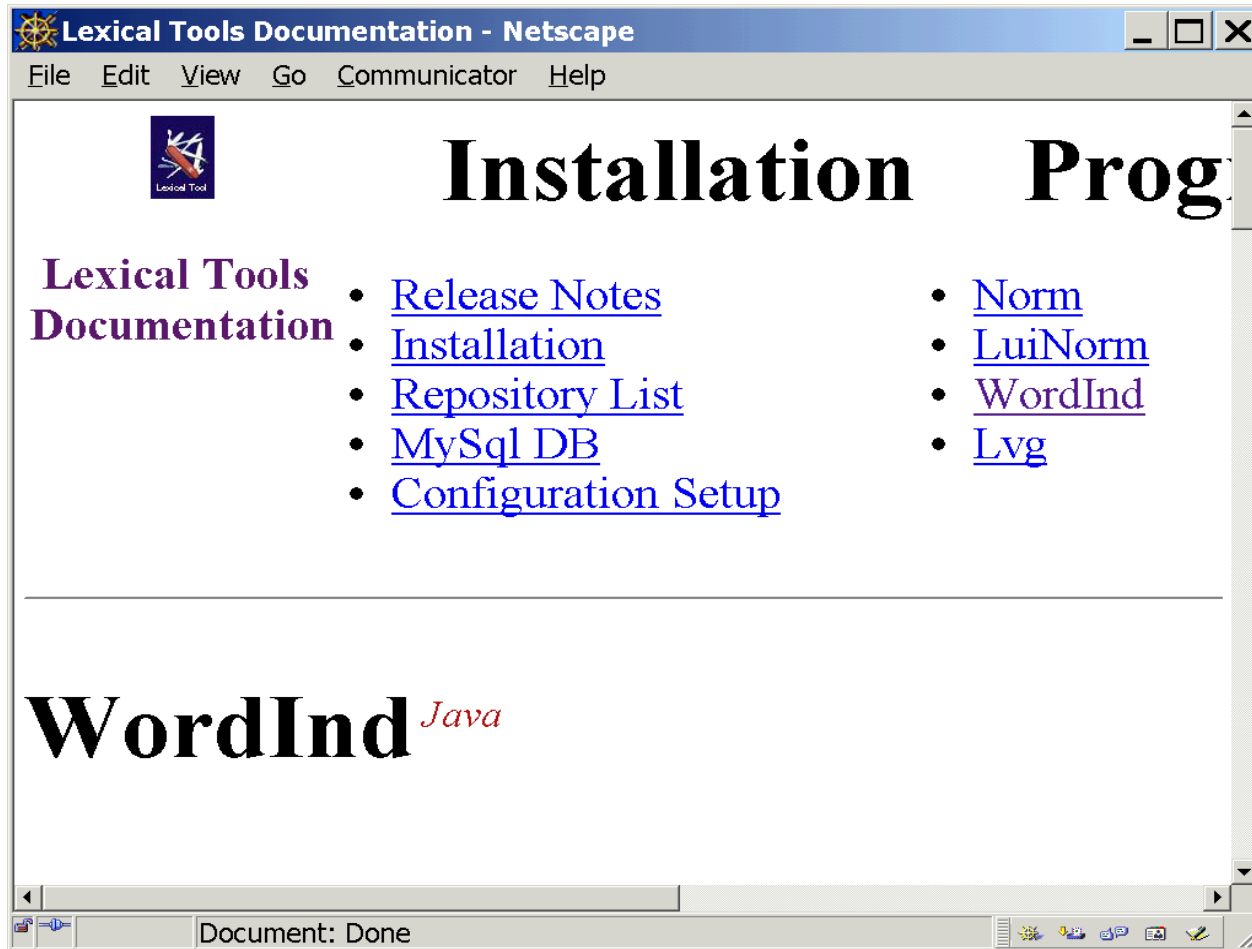 Lexical Tools Documentation - Netscape
File Edit View Go Communicator Help
Lexical Tool
Installation
Progr
Lexical Tools
Documentation
• Release Notes
• Installation
• Repository List
• MySql DB
• Configuration Setup
• Norm
• LuiNorm
• WordInd
• Lvg
WordInd Java
Document: Done